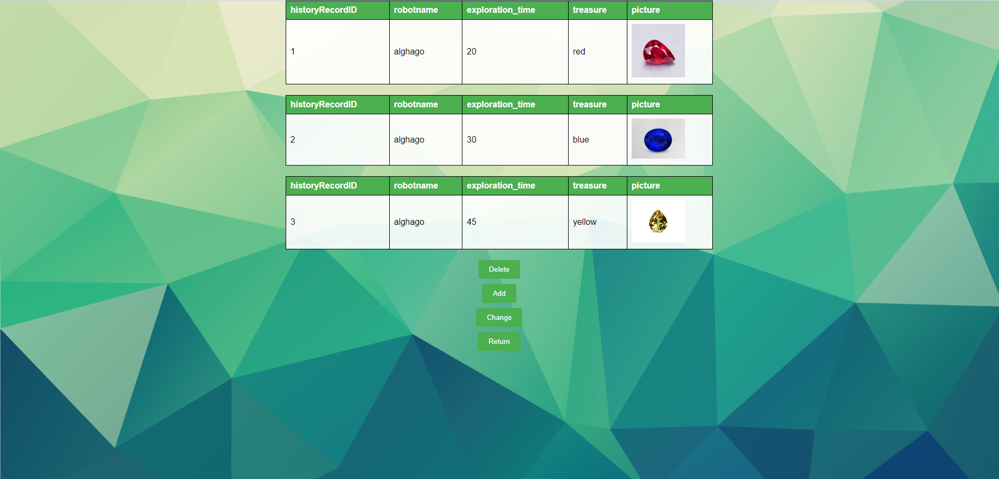 historyRecordID robotname exploration_time treasure picture
1 alghago 20 red
historyRecordID robotname exploration_time treasure picture
2 alghago 30 blue
historyRecordID robotname exploration_time treasure picture
3 alghago 45 yellow
Delete
Add
Change
Return